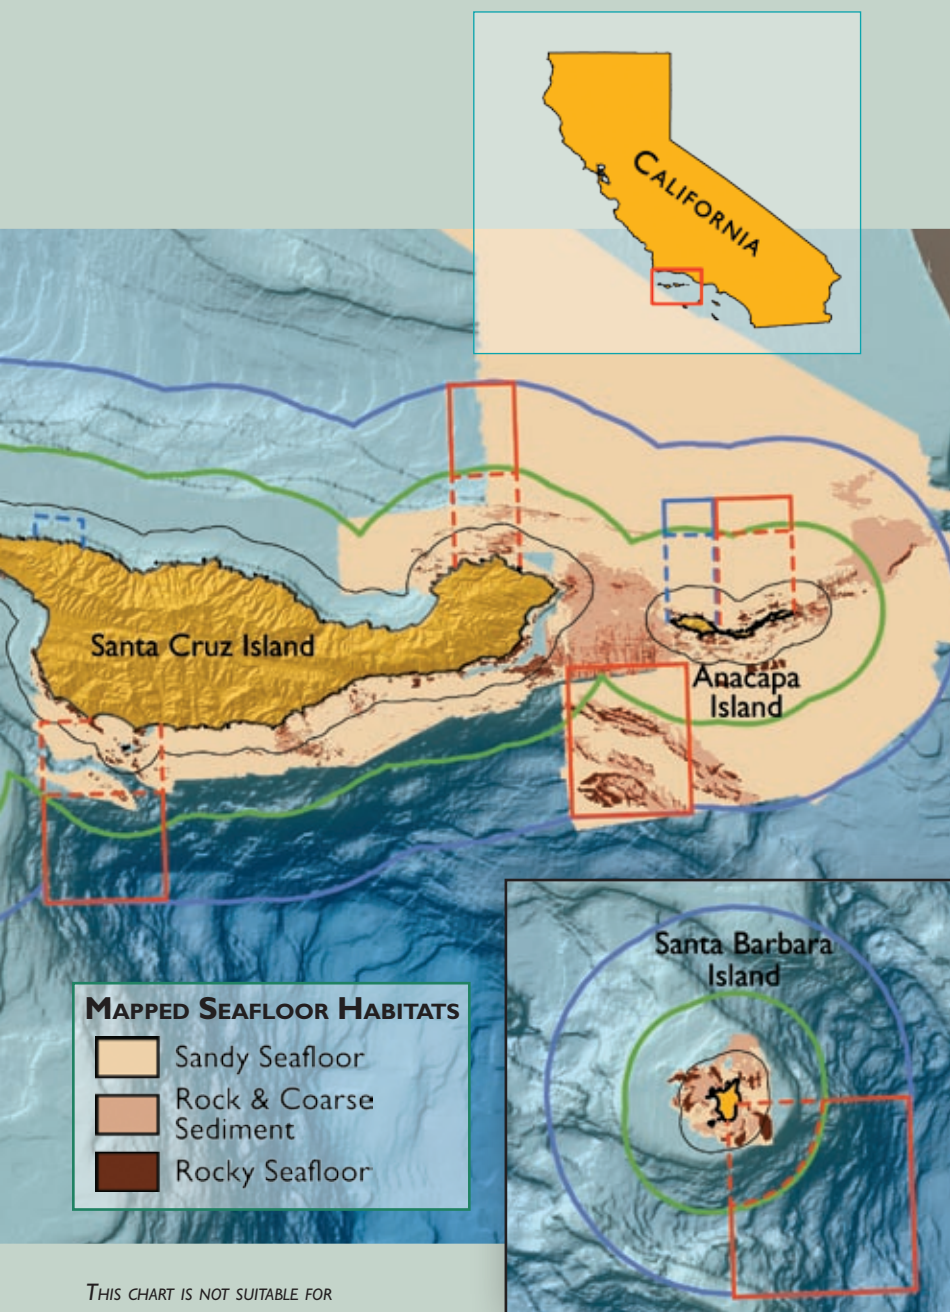 CALIFORNIA
Santa Cruz Island
Anacapa
Island
Santa Barbara
Island
MAPPED SEAFLOOR HABITATS
Sandy Seafloor
Rock & Coarse
Sediment
Rocky Seafloor
THIS CHART IS NOT SUITABLE FOR